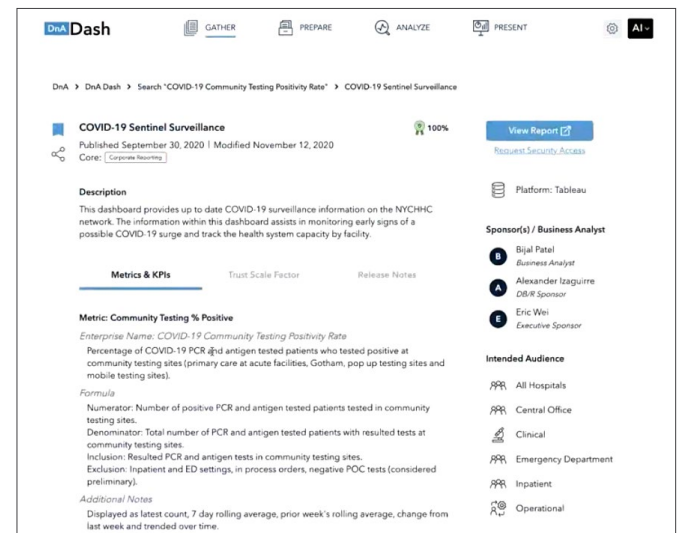 DnA Dash
GATHER
PREPARE
ANALYZE
PRESENT
AI
DnA > DnA Dash > Search "COVID-19 Community Testing Positivity Rate" > COVID-19 Sentinel Surveillance
COVID-19 Sentinel Surveillance
100%
Published September 30, 2020 | Modified November 12, 2020
Core: Corporate Reporting
Description
This dashboard provides up to date COVID-19 surveillance information on the NYCHHC
network. The information within this dashboard assists in monitoring early signs of a
possible COVID-19 surge and track the health system capacity by facility.
Metrics & KPIs
Trust Scale Factor
Release Notes
Metric: Community Testing % Positive
Enterprise Name: COVID-19 Community Testing Positivity Rate
Percentage of COVID-19 PCR and antigen tested patients who tested positive at
community testing sites (primary care at acute facilities, Gotham, pop up testing sites and
mobile testing sites).
Formula
Numerator: Number of positive PCR and antigen tested patients tested in community
testing sites.
Denominator: Total number of PCR and antigen tested patients with resulted tests at
community testing sites.
Inclusion: Resulted PCR and antigen tests in community testing sites.
Exclusion: Inpatient and ED settings, in process orders, negative POC tests (considered
preliminary).
Additional Notes
Displayed as latest count, 7 day rolling average, prior week's rolling average, change from
last week and trended over time.
View Report
Request Security Access
Platform: Tableau
Sponsor(s) / Business Analyst
B
Bijal Patel
Business Analyst
A
Alexander Izaguirre
DB/R Sponsor
E
Eric Wei
Executive Sponsor
Intended Audience
All Hospitals
Central Office
Clinical
Emergency Department
Inpatient
Operational